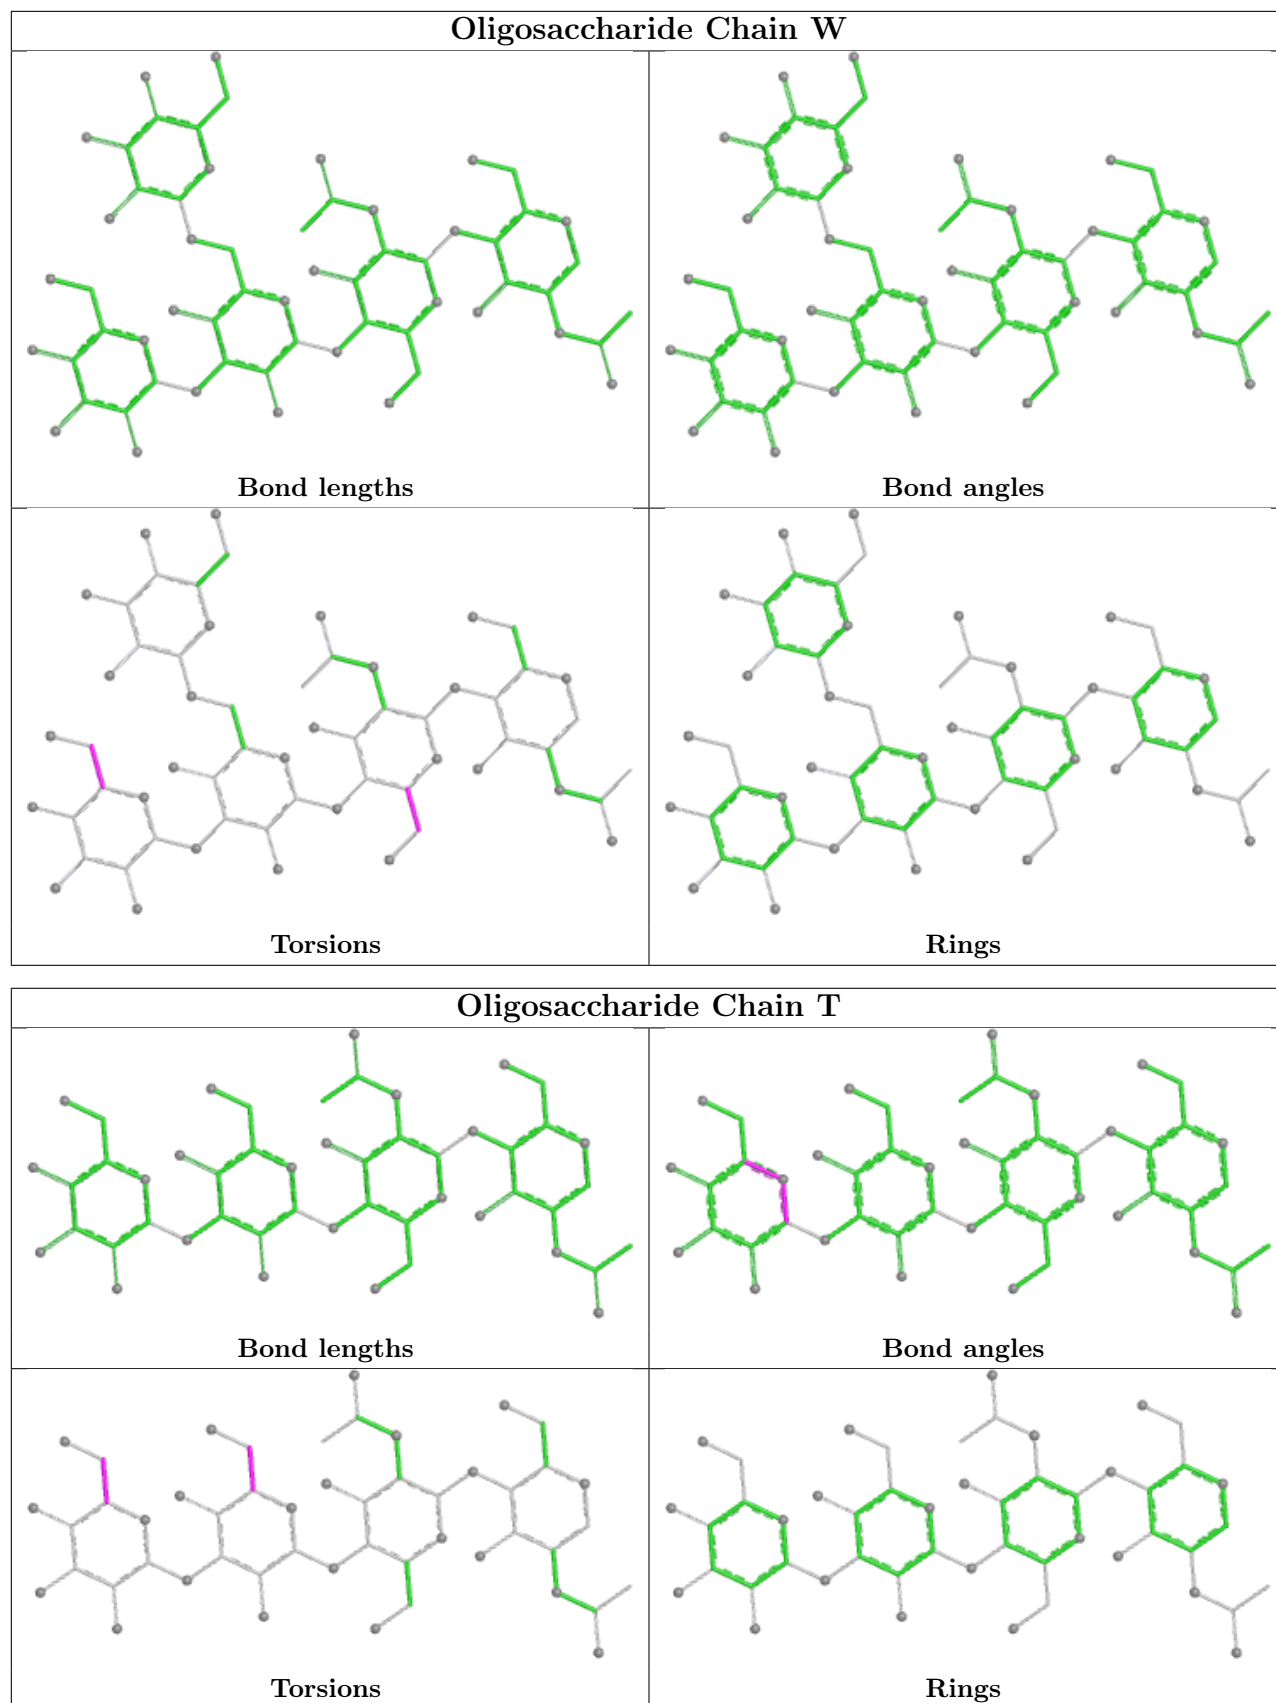 Oligosaccharide Chain W
Bond lengths
Bond angles
Torsions
Rings
Oligosaccharide Chain T
Bond lengths
Bond angles
Torsions
Rings